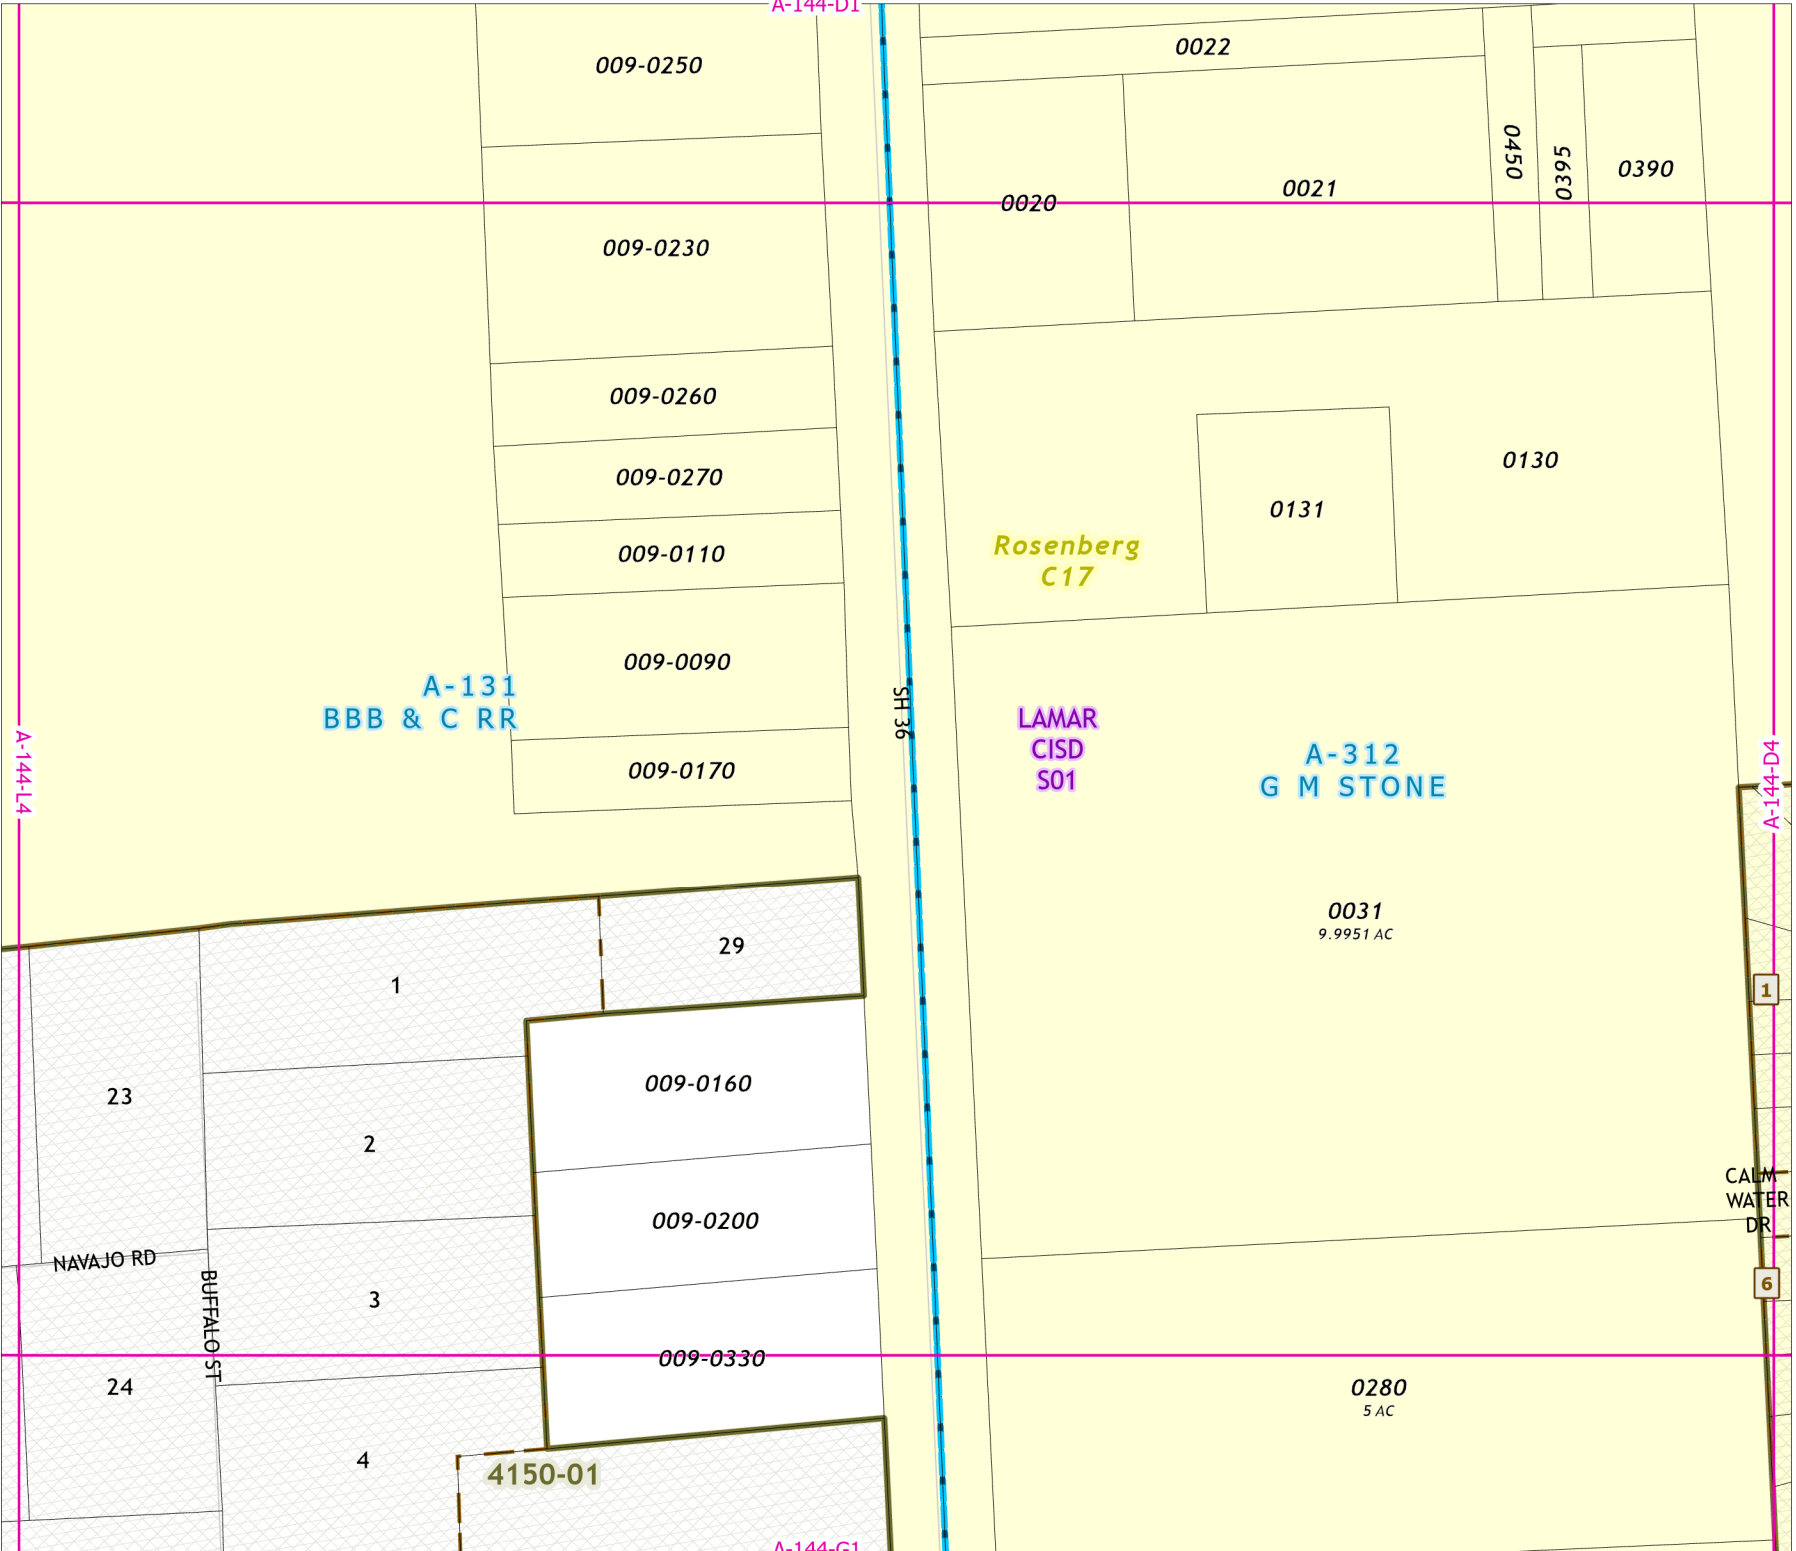 A-144-D1
009-0250
0022
0450
0395
0390
0020
0021
009-0230
009-0260
009-0270
0130
0131
009-0110
Rosenberg
C17
009-0090
A-131
BBB & C RR
SH 36
LAMAR
CISD
S01
A-312
G M STONE
A-144-L4
009-0170
A-144-D4
0031
9.9951 AC
29
1
1
009-0160
23
2
CALM
WATER
DR
009-0200
NAVAJO RD
BUFFALO ST
3
6
009-0330
24
0280
5 AC
4
4150-01
A-144-G1